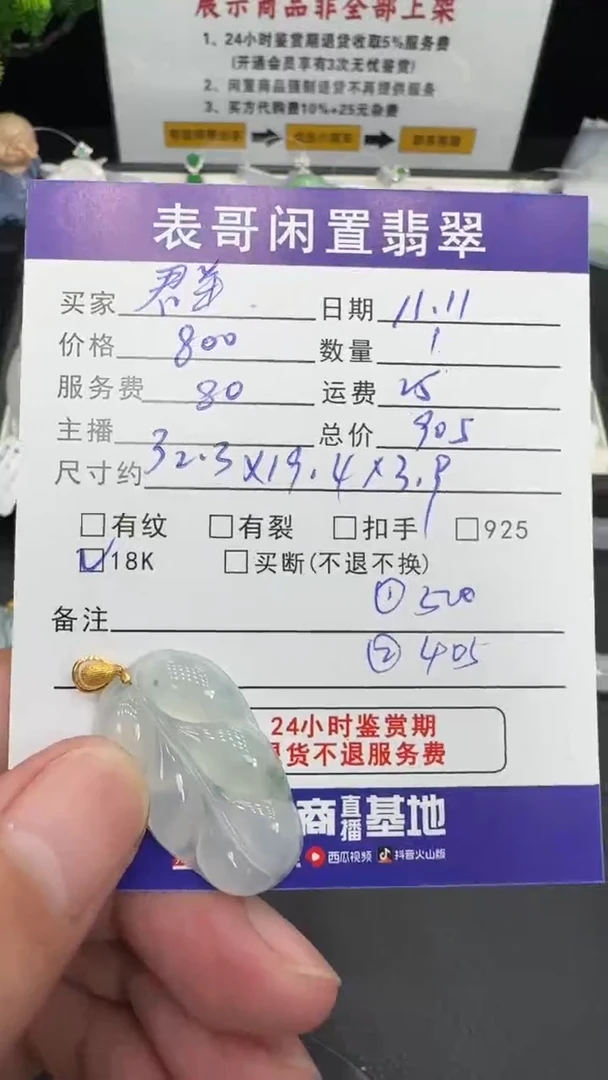 展示商品非全部上架
1、24小时鉴赏期退货收取5%服务费
(开通会员享有3次无忧鉴赏)
2、闲置商品强制退货不再提供服务
3、买方代购费10%+25元杂费
表哥闲置翡翠
买家 日期 11.11
价格 800 数量 1
服务费 80 运费 25
主播 总价 905
尺寸约 32.3×19.4×3.9
有纹 有裂 扣手 925
18K 买断(不退不换)
① 500
备注
② 405
24小时鉴赏期
货不退服务费
商直播基地
西瓜视频 抖音火山版